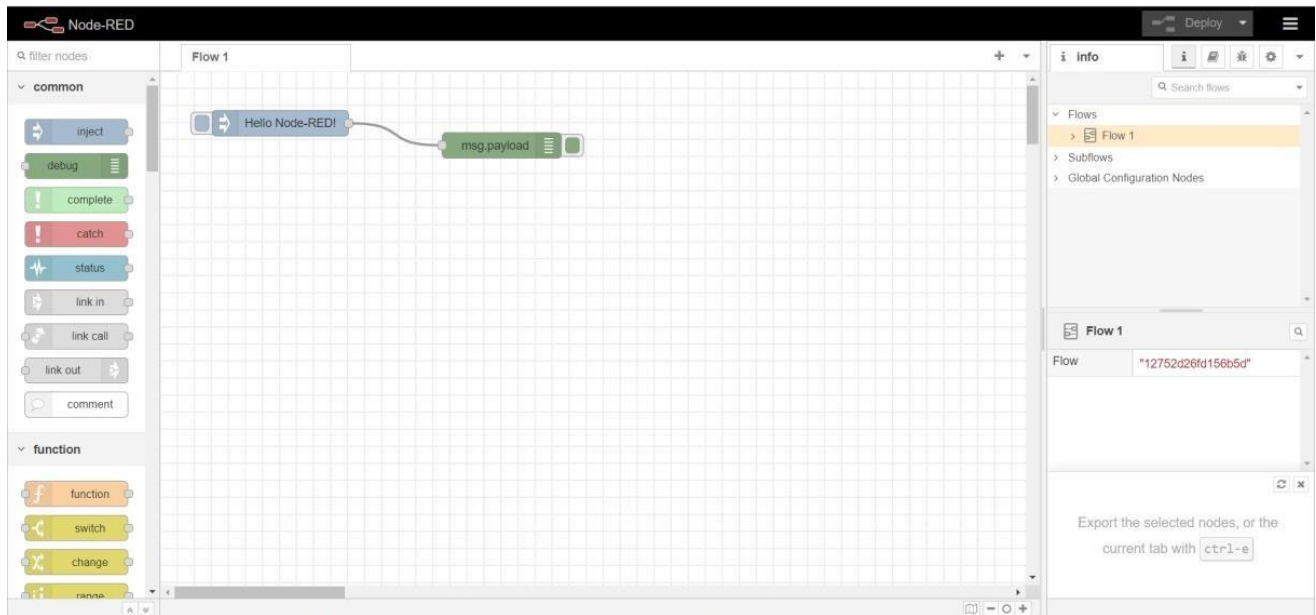 Node-RED
Deploy
filter nodes
Flow 1
i info
i
Search flows
common
inject
debug
complete
catch
status
link in
link call
link out
comment
function
function
switch
change
range
Hello Node-RED!
msg.payload
Flows
Flow 1
Subflows
Global Configuration Nodes
Flow 1
Flow "12752d26fd156b5d"
Export the selected nodes, or the
current tab with ctrl-e